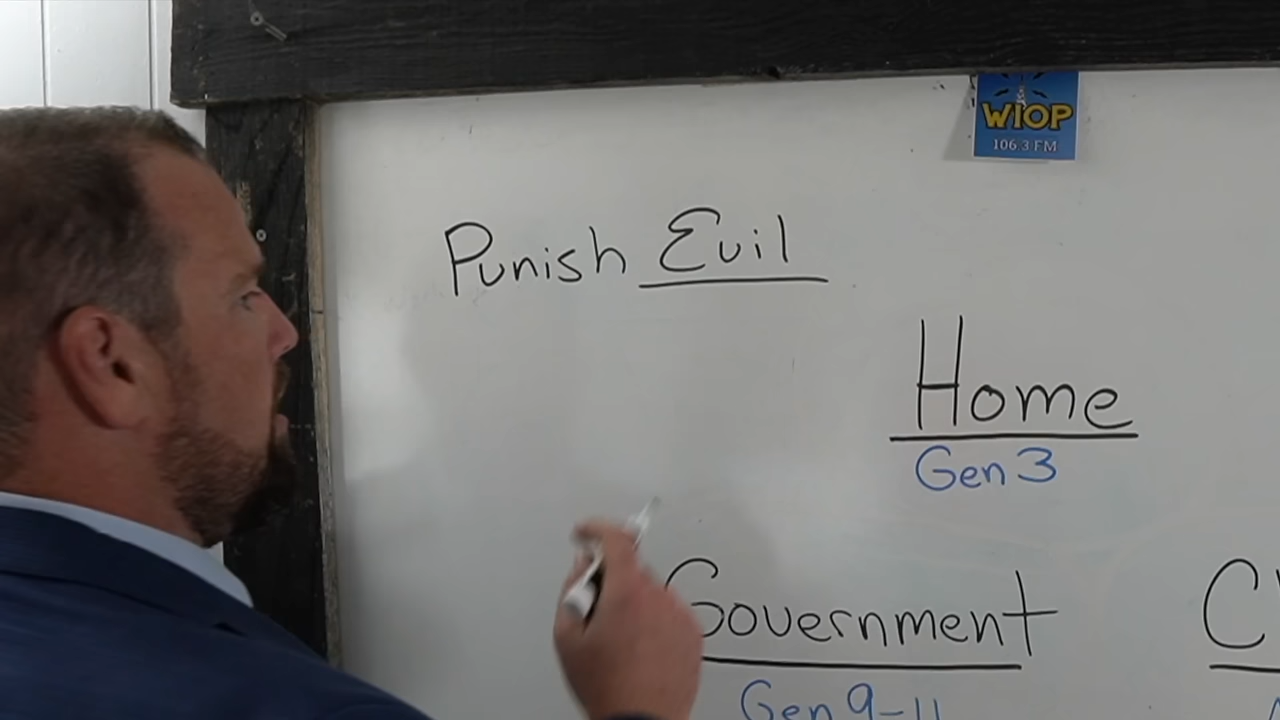 WIOP
106.3 FM
Punish Evil
Home
Gen 3
Government
Gen 9-11